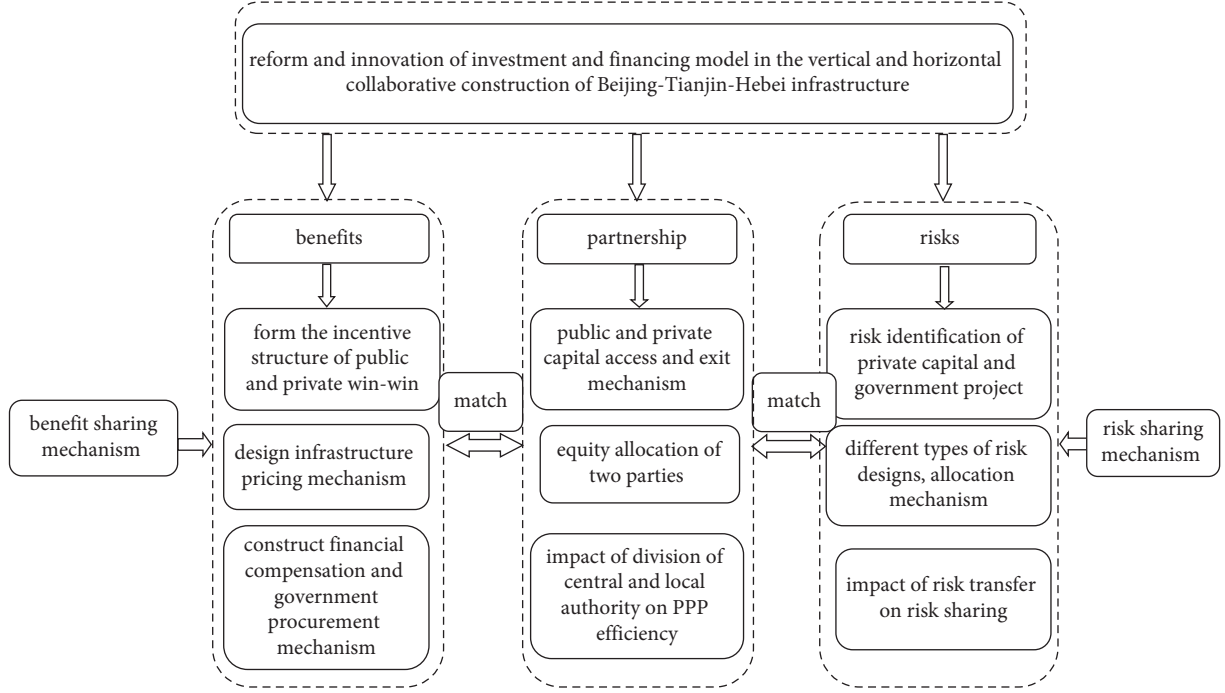 reform and innovation of investment and financing model in the vertical and horizontal
collaborative construction of Beijing-Tianjin-Hebei infrastructure
benefits
partnership
risks
form the incentive
structure of public
and private win-win
public and private
capital access and exit
mechanism
risk identification of
private capital and
government project
match
match
benefit sharing
mechanism
design infrastructure
pricing mechanism
equity allocation of
two parties
different types of risk
designs, allocation
mechanism
risk sharing
mechanism
construct financial
compensation and
government
procurement
mechanism
impact of division of
central and local
authority on PPP
efficiency
impact of risk transfer
on risk sharing